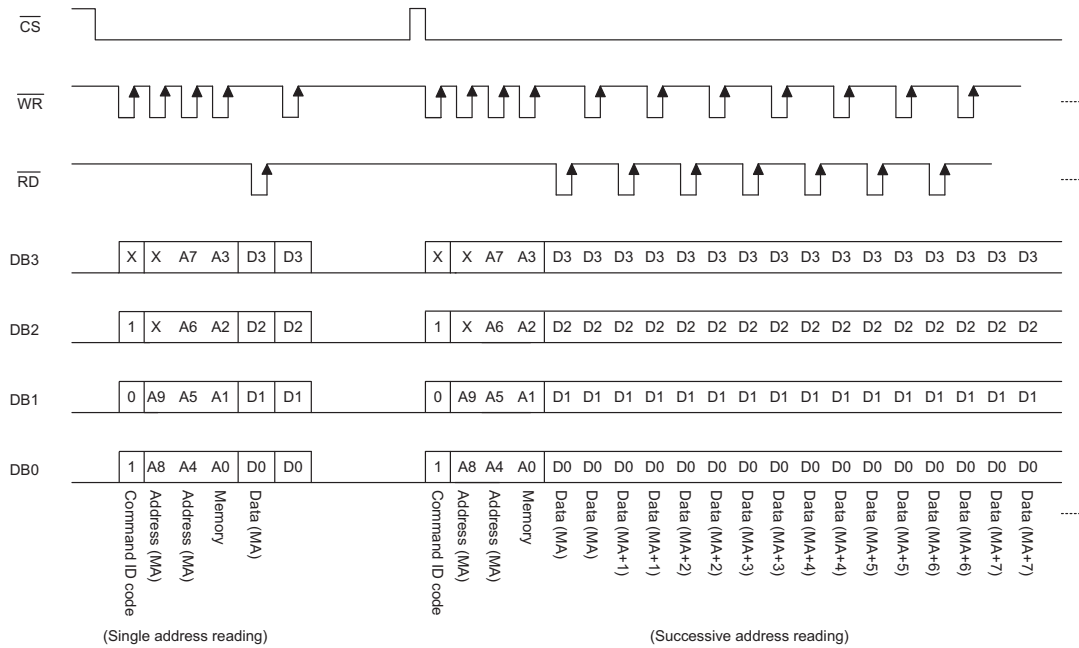 CS
WR
RD
DB3 X X A7 A3 D3 D3 X X A7 A3 D3 D3 D3 D3 D3 D3 D3 D3 D3 D3 D3 D3 D3 D3 D3 D3
DB2 1 X A6 A2 D2 D2 1 X A6 A2 D2 D2 D2 D2 D2 D2 D2 D2 D2 D2 D2 D2 D2 D2 D2 D2
DB1 0 A9 A5 A1 D1 D1 0 A9 A5 A1 D1 D1 D1 D1 D1 D1 D1 D1 D1 D1 D1 D1 D1 D1 D1 D1
DB0 1 A8 A4 A0 D0 D0 1 A8 A4 A0 D0 D0 D0 D0 D0 D0 D0 D0 D0 D0 D0 D0 D0 D0 D0 D0
Command ID code
Address (MA)
Address (MA)
Memory
Data (MA)
Command ID code
Address (MA)
Address (MA)
Memory
Data (MA)
Data (MA)
Data (MA+1)
Data (MA+1)
Data (MA+2)
Data (MA+2)
Data (MA+3)
Data (MA+3)
Data (MA+4)
Data (MA+4)
Data (MA+5)
Data (MA+5)
Data (MA+6)
Data (MA+6)
Data (MA+7)
Data (MA+7)
(Single address reading)
(Successive address reading)